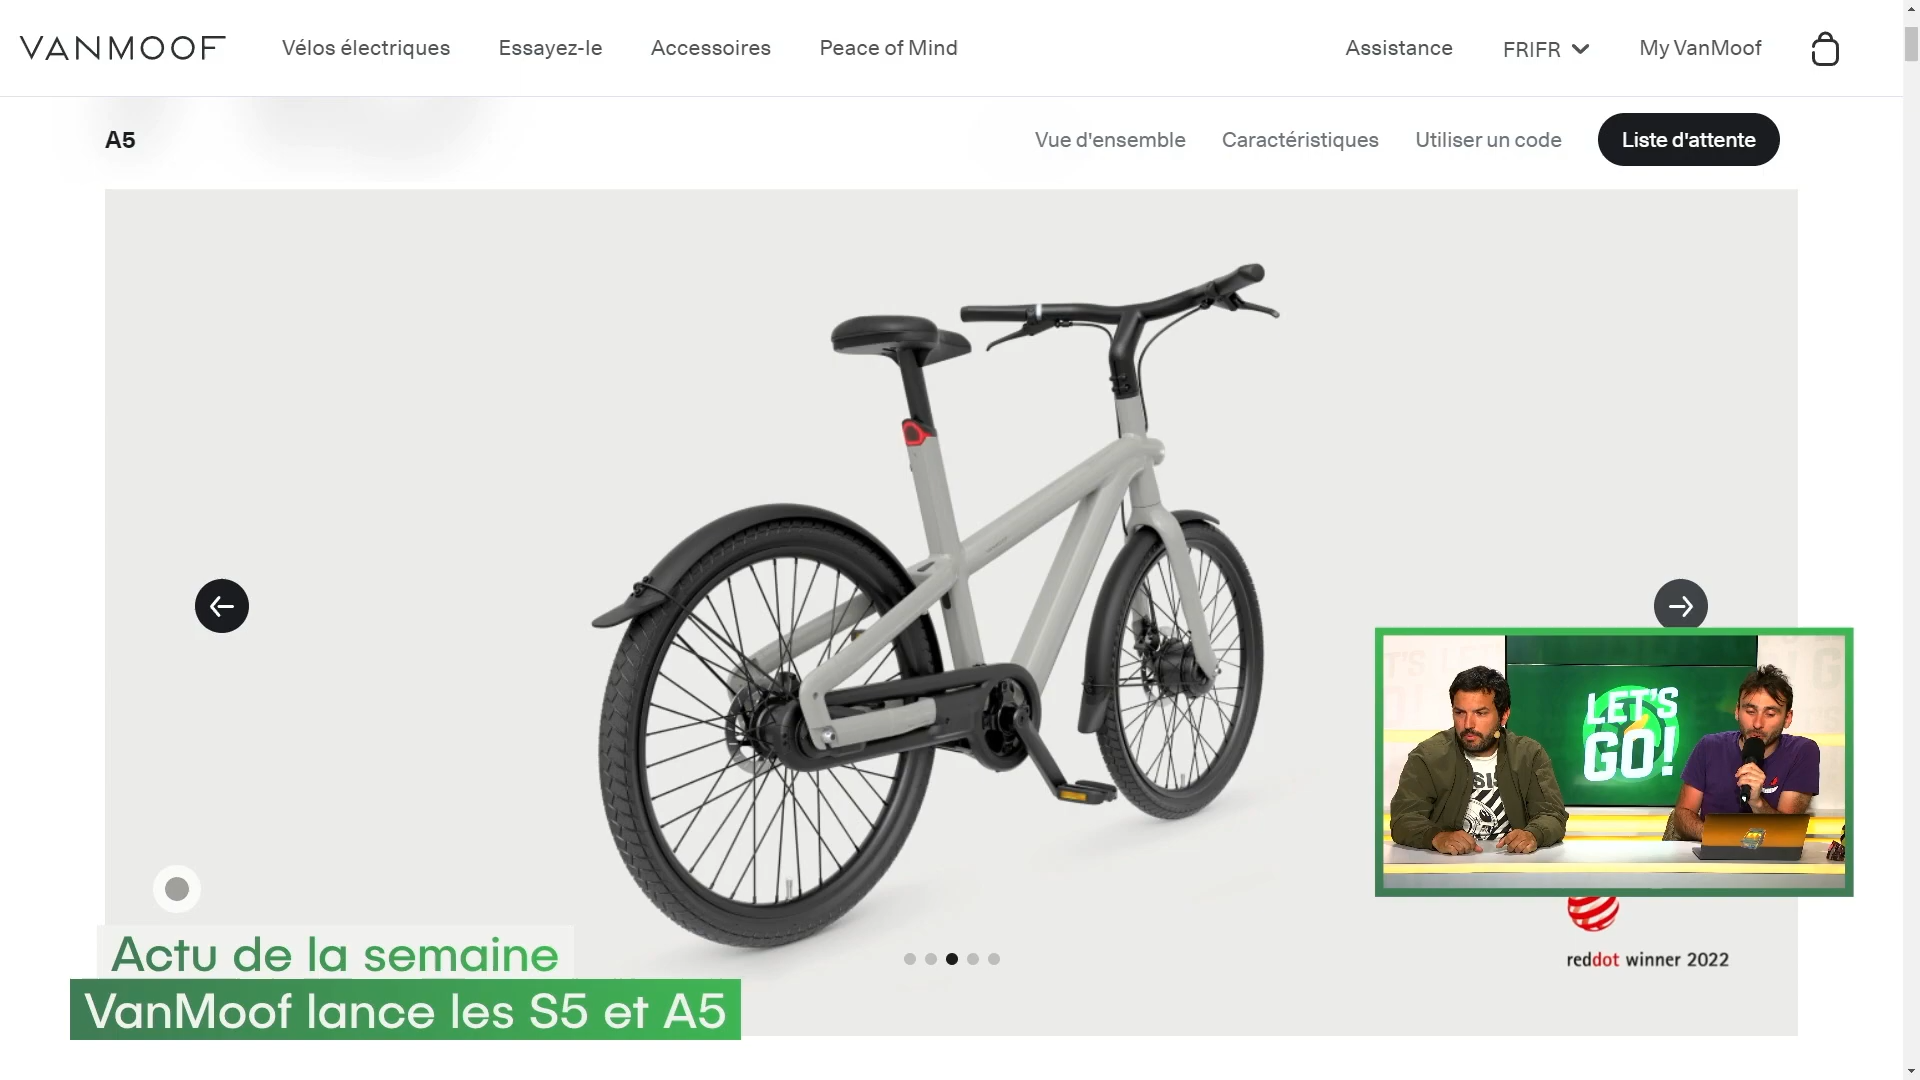 VANMOOF
Vélos électriques
Essayez-le
Accessoires
Peace of Mind
Assistance
FRIFR
My VanMoof
A5
Vue d'ensemble
Caractéristiques
Utiliser un code
Liste d'attente
LET'S
GO!
reddot winner 2022
Actu de la semaine
VanMoof lance les S5 et A5